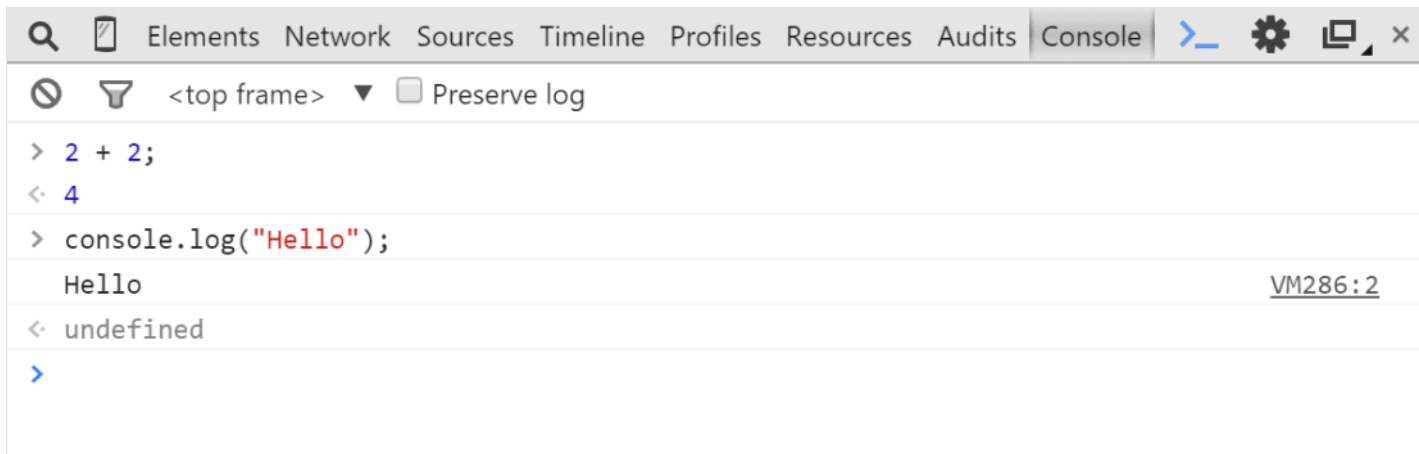 Elements Network Sources Timeline Profiles Resources Audits Console
<top frame> ▼ Preserve log
> 2 + 2;
4
> console.log("Hello");
Hello VM286:2
undefined
>